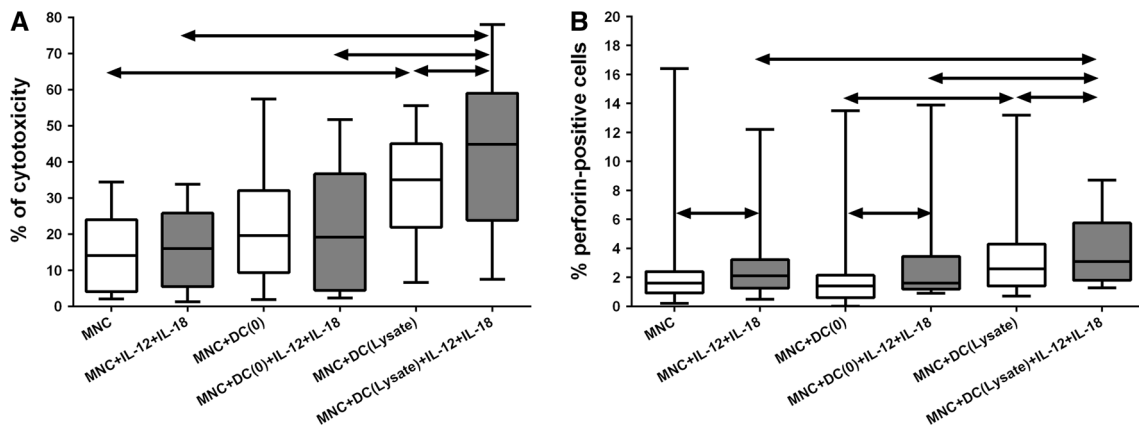 A
% of cytotoxicity
80
70
60
50
40
30
20
10
0
MNC
MNC+IL-12+IL-18
MNC+DC(0)
MNC+DC(0)+IL-12+IL-18
MNC+DC(Lysate)
MNC+DC(Lysate)+IL-12+IL-18
B
% perforin-positive cells
20
18
16
14
12
10
8
6
4
2
0
MNC
MNC+IL-12+IL-18
MNC+DC(0)
MNC+DC(0)+IL-12+IL-18
MNC+DC(Lysate)
MNC+DC(Lysate)+IL-12+IL-18